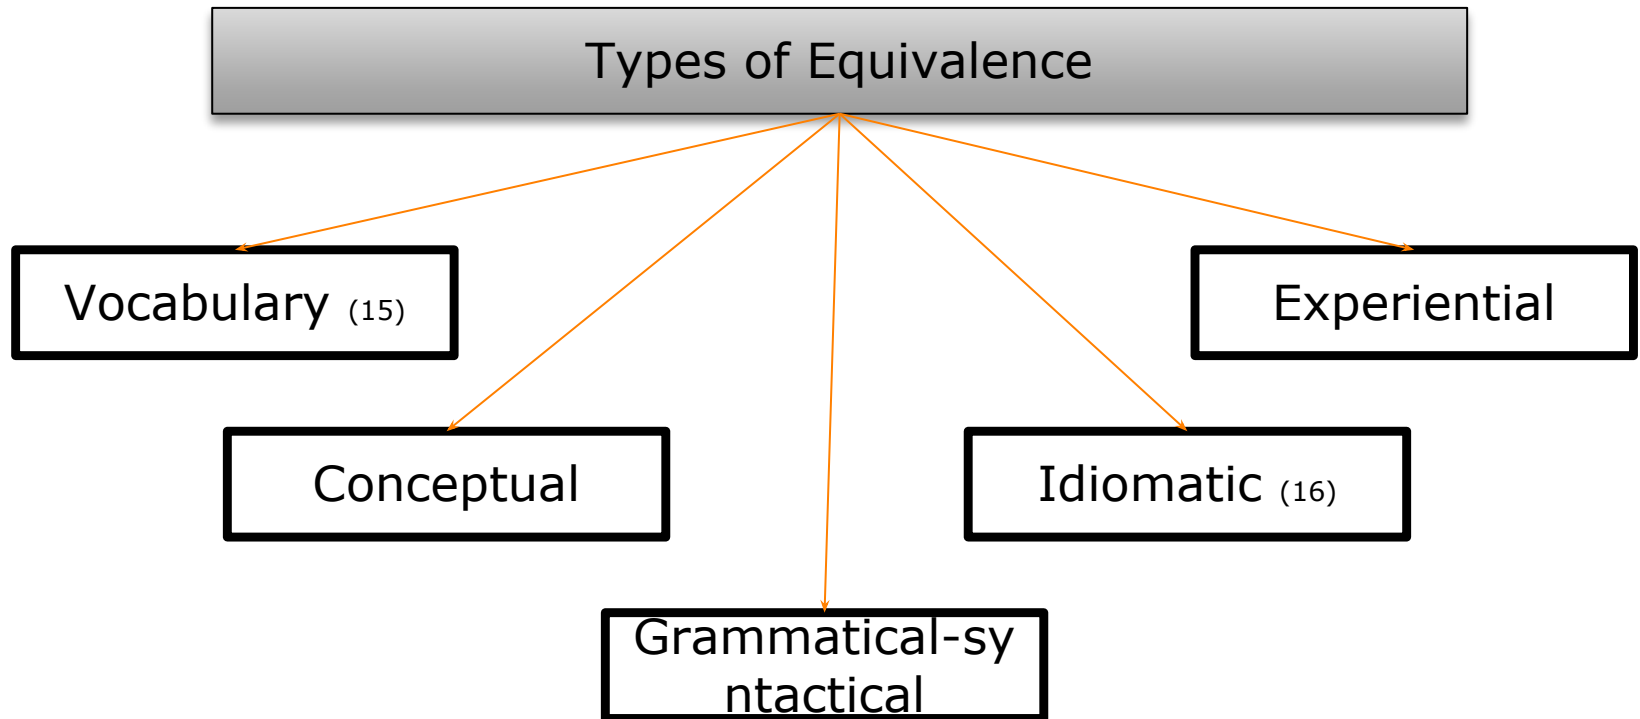 Types of Equivalence
Vocabulary (15)
Experiential
Conceptual
Idiomatic (16)
Grammatical-sy
ntactical